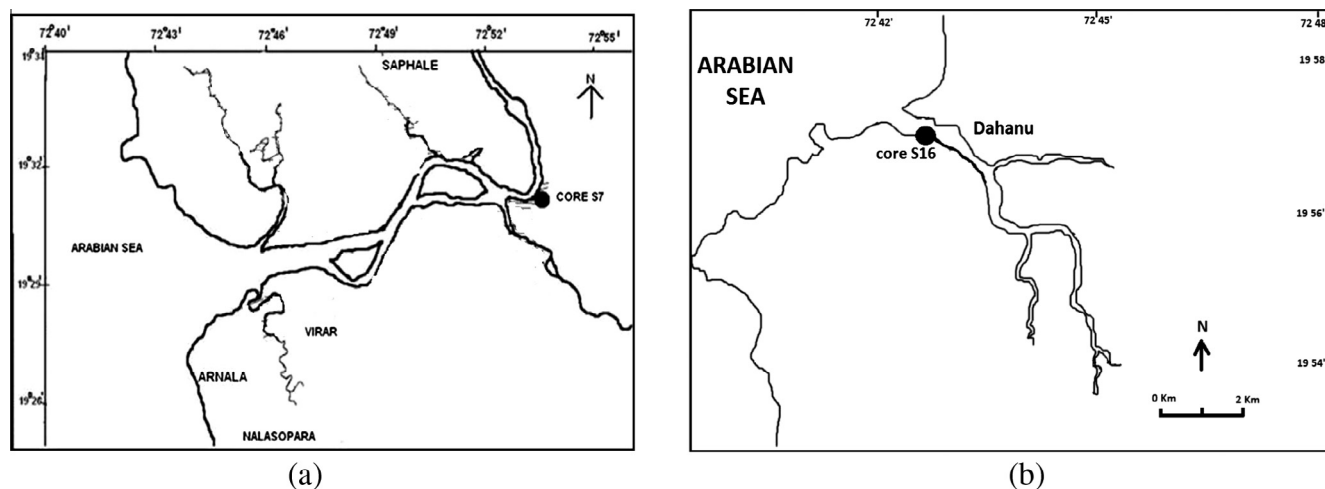 72°40' 72°43' 72°46' 72°49' 72°52' 72°55'
19°31'
SAPHALE
N
19°32'
CORE S7
ARABIAN SEA
19°29'
VIRAR
ARNALA
19°26'
NALASOPARA
(a)
72 42' 72 45' 72 48'
19 58'
ARABIAN
SEA
Dahanu
core S16
19 56'
N
19 54'
0 Km 2 Km
(b)